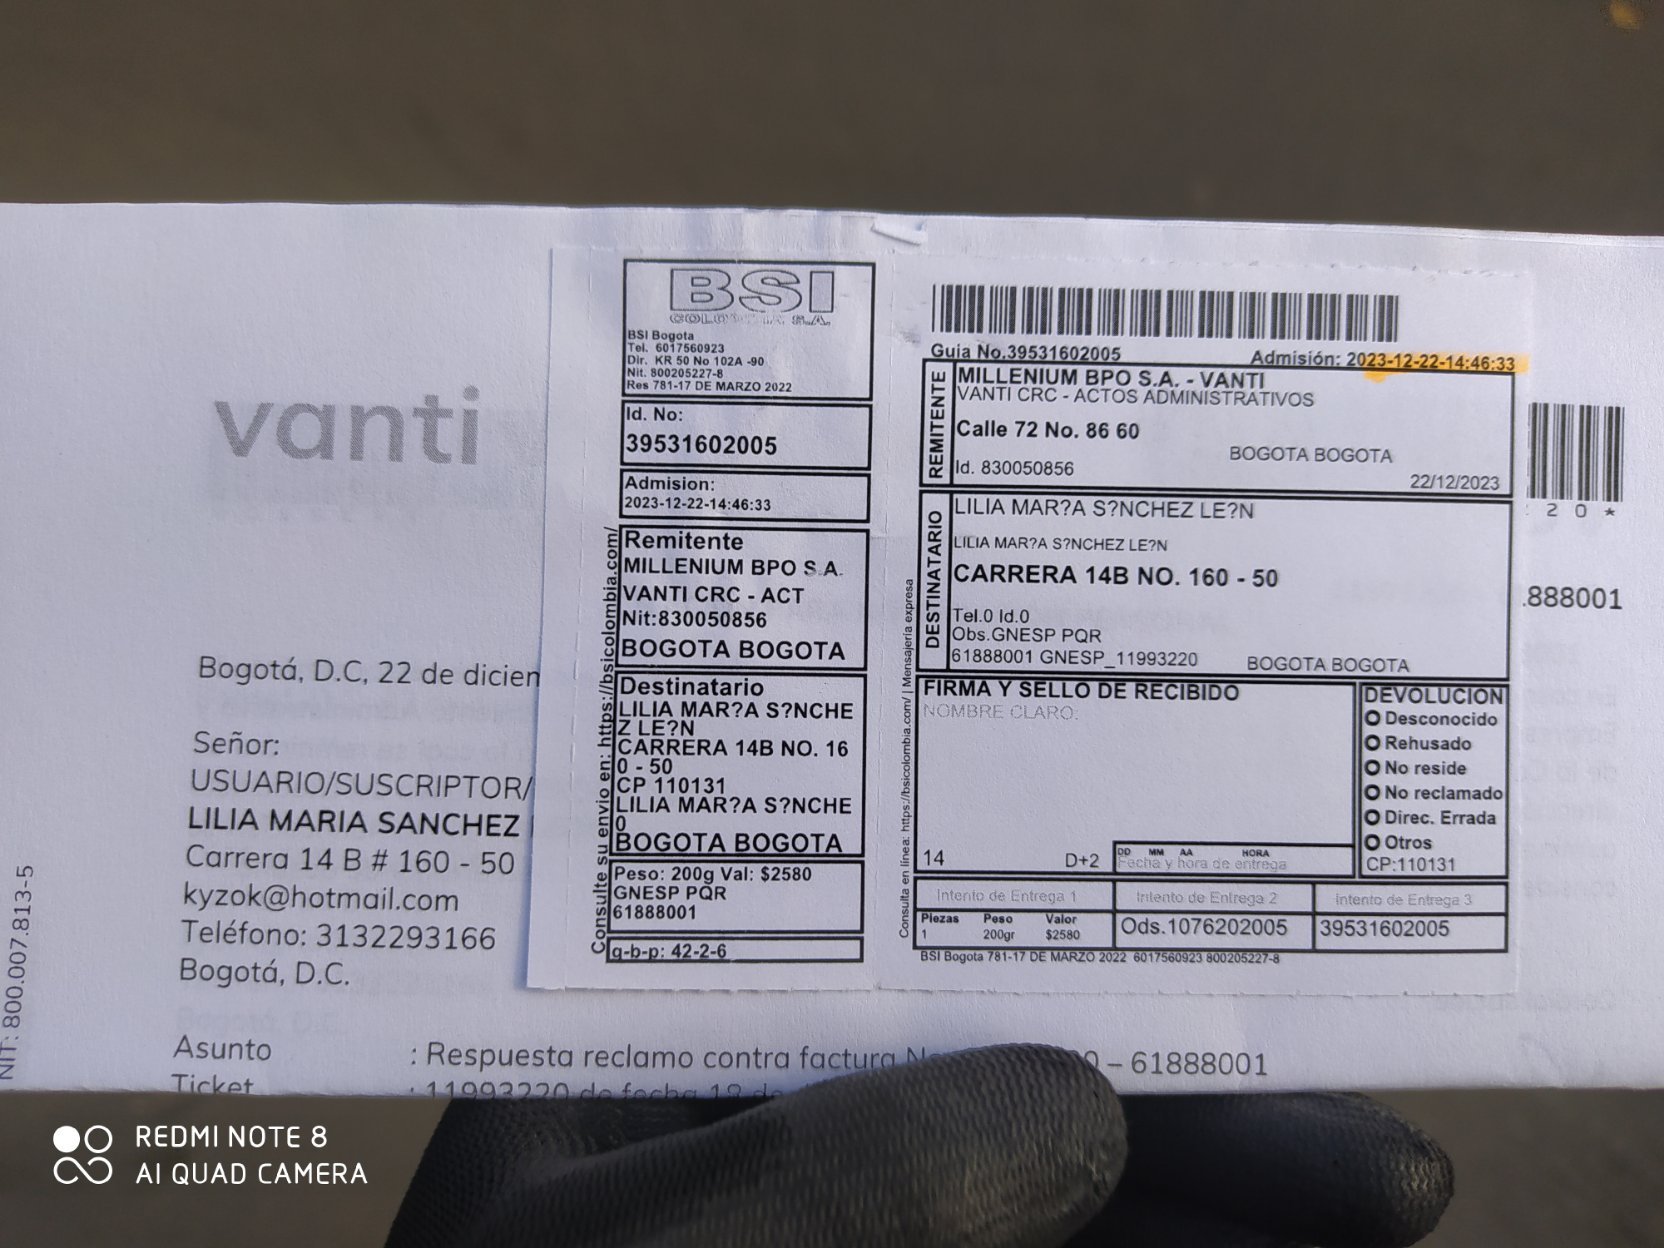 vanti
Bogotá, D.C, 22 de dicien
Señor:
USUARIO/SUSCRIPTOR/
LILIA MARIA SANCHEZ
Carrera 14 B # 160 - 50
kyzok@hotmail.com
Teléfono: 3132293166
Bogotá, D.C.
Asunto : Respuesta reclamo contra factura – 61888001
Ticket : 11993220 de fecha 18 de
NIT: 800.007.813-5
BSI
COLOMBIA S.A.
BSI Bogota
Tel. 6017560923
Dir. KR 50 No 102A -90
Nit. 800205227-8
Res 781-17 DE MARZO 2022
Id. No:
39531602005
Admision:
2023-12-22-14:46:33
Remitente
MILLENIUM BPO S.A.
VANTI CRC - ACT
Nit:830050856
BOGOTA BOGOTA
Destinatario
LILIA MAR?A S?NCHE
Z LE?N
CARRERA 14B NO. 16
0 - 50
CP 110131
LILIA MAR?A S?NCHE
0
BOGOTA BOGOTA
Peso: 200g Val: $2580
GNESP PQR
61888001
g-b-p: 42-2-6
Consulte su envio en: https://bsicolombia.com/
Guia No.39531602005 Admisión: 2023-12-22-14:46:33
REMITENTE
MILLENIUM BPO S.A. - VANTI
VANTI CRC - ACTOS ADMINISTRATIVOS
Calle 72 No. 86 60
BOGOTA BOGOTA
Id. 830050856
22/12/2023
DESTINATARIO
LILIA MAR?A S?NCHEZ LE?N
LILIA MAR?A S?NCHEZ LE?N
CARRERA 14B NO. 160 - 50
Tel.0 Id.0
Obs.GNESP PQR
61888001 GNESP_11993220 BOGOTA BOGOTA
FIRMA Y SELLO DE RECIBIDO
NOMBRE CLARO:
14 D+2
DD MM AA HORA
Fecha y hora de entrega
DEVOLUCION
Desconocido
Rehusado
No reside
No reclamado
Direc. Errada
Otros
CP:110131
Intento de Entrega 1 Intento de Entrega 2 Intento de Entrega 3
Piezas Peso Valor
1 200gr $2580
Ods.1076202005 39531602005
BSI Bogota 781-17 DE MARZO 2022 6017560923 800205227-8
Consulta en linea: https://bsicolombia.com/ | Mensajeria expresa
2 0 *
.888001
REDMI NOTE 8
AI QUAD CAMERA